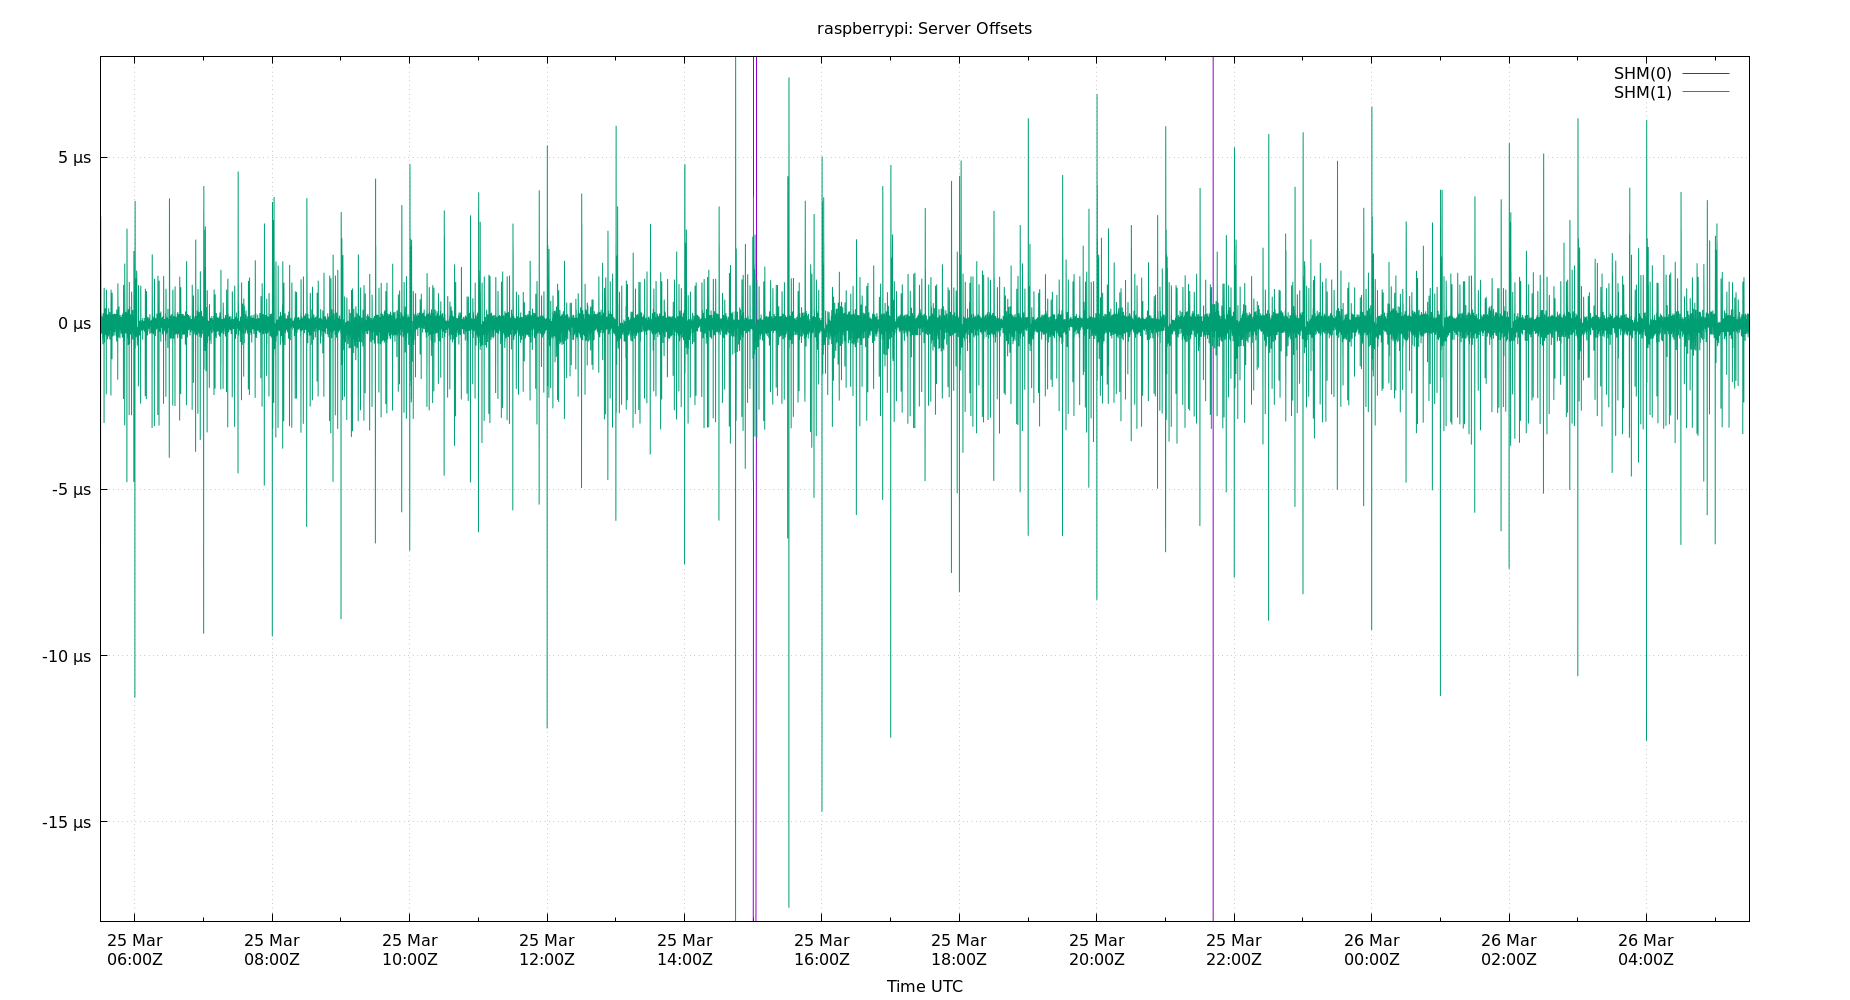 raspberrypi: Server Offsets
SHM(0)
SHM(1)
5 µs
0 µs
-5 µs
-10 µs
-15 µs
25 Mar 25 Mar 25 Mar 25 Mar 25 Mar 25 Mar 25 Mar 25 Mar 25 Mar 26 Mar 26 Mar 26 Mar
06:00Z 08:00Z 10:00Z 12:00Z 14:00Z 16:00Z 18:00Z 20:00Z 22:00Z 00:00Z 02:00Z 04:00Z
Time UTC